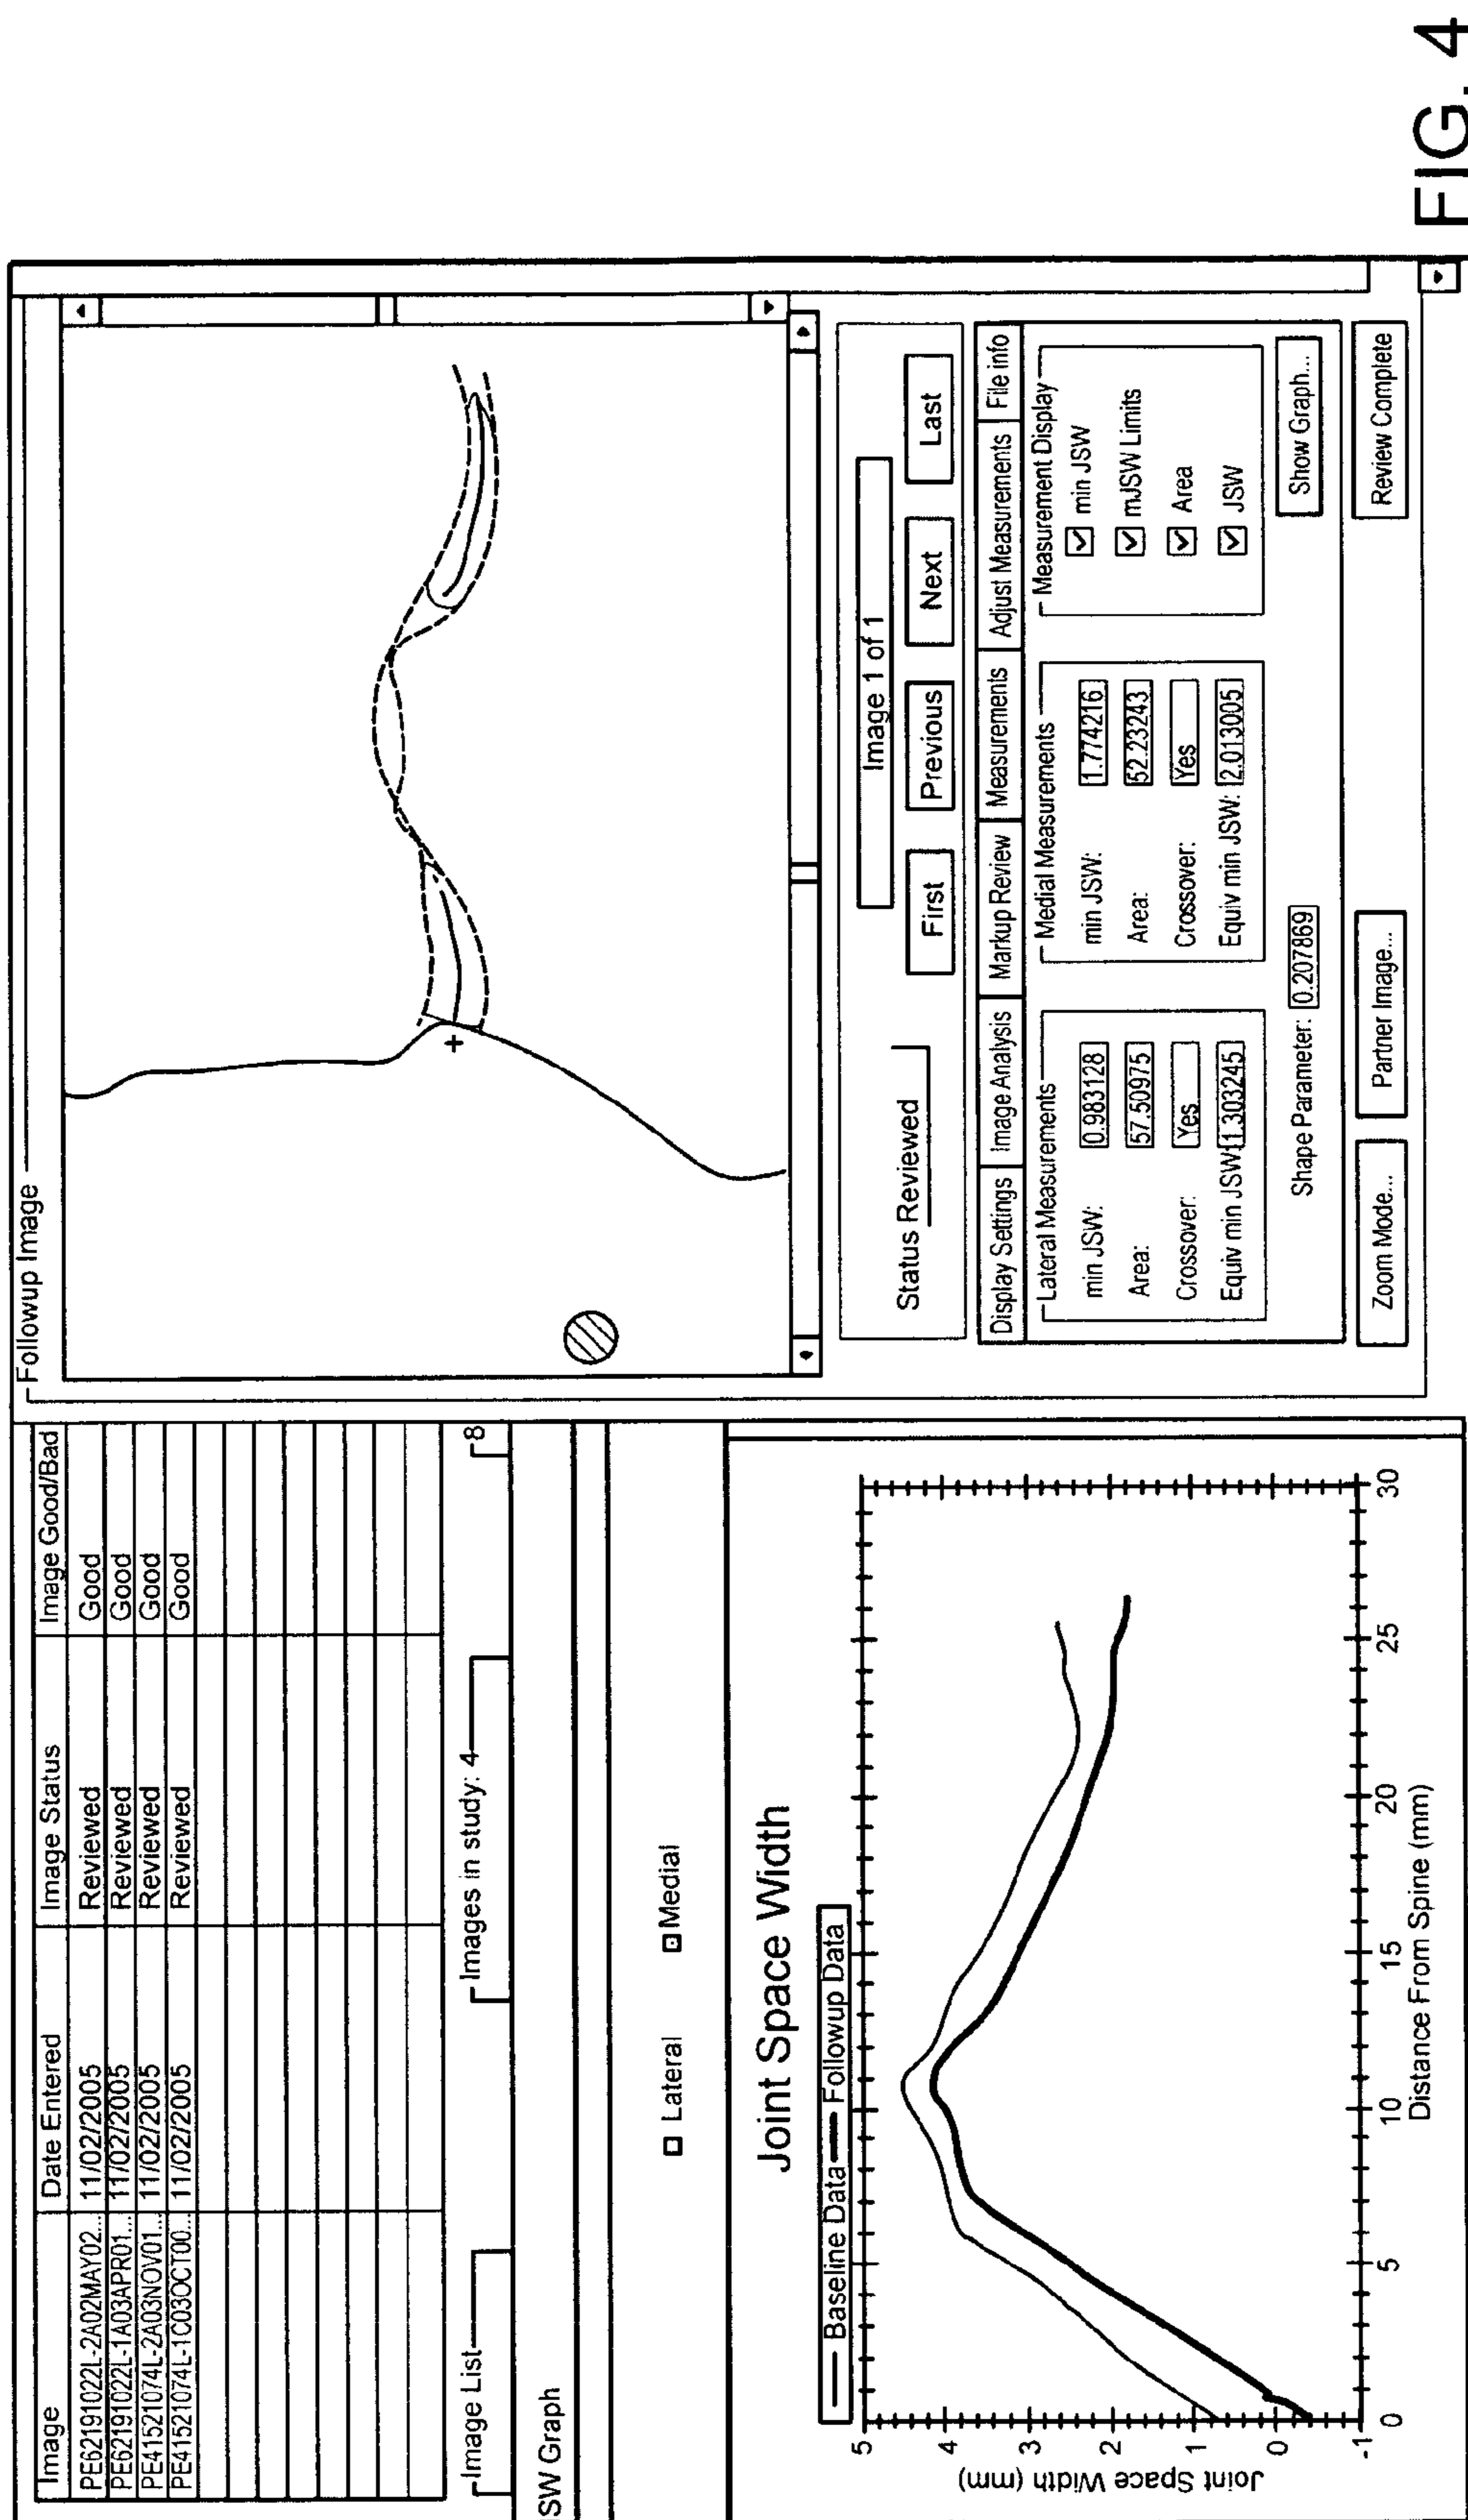 Image Date Entered Image Status Image Good/Bad
PE62191022L-2A02MAY02... 11/02/2005 Reviewed Good
PE62191022L-1A03APR01... 11/02/2005 Reviewed Good
PE41521074L-2A03NOV01... 11/02/2005 Reviewed Good
PE41521074L-1C03OCT00... 11/02/2005 Reviewed Good
Image List Images in study: 4 8
SW Graph
Lateral Medial
Joint Space Width
Baseline Data Followup Data
5
4
3
2
1
0
-1
Joint Space Width (mm)
0 5 10 15 20 25 30
Distance From Spine (mm)
Followup Image
+
Image 1 of 1
Status Reviewed First Previous Next Last
Display Settings Image Analysis Markup Review Measurements Adjust Measurements File info
Lateral Measurements
min JSW: 0.983128
Area: 57.50975
Crossover: Yes
Equiv min JSW: 1.303245
Medial Measurements
min JSW: 1.774216
Area: 52.23243
Crossover: Yes
Equiv min JSW: 2.013005
Measurement Display
min JSW
mJSW Limits
Area
JSW
Shape Parameter: 0.207869 Show Graph...
Zoom Mode... Partner Image... Review Complete
FIG. 4